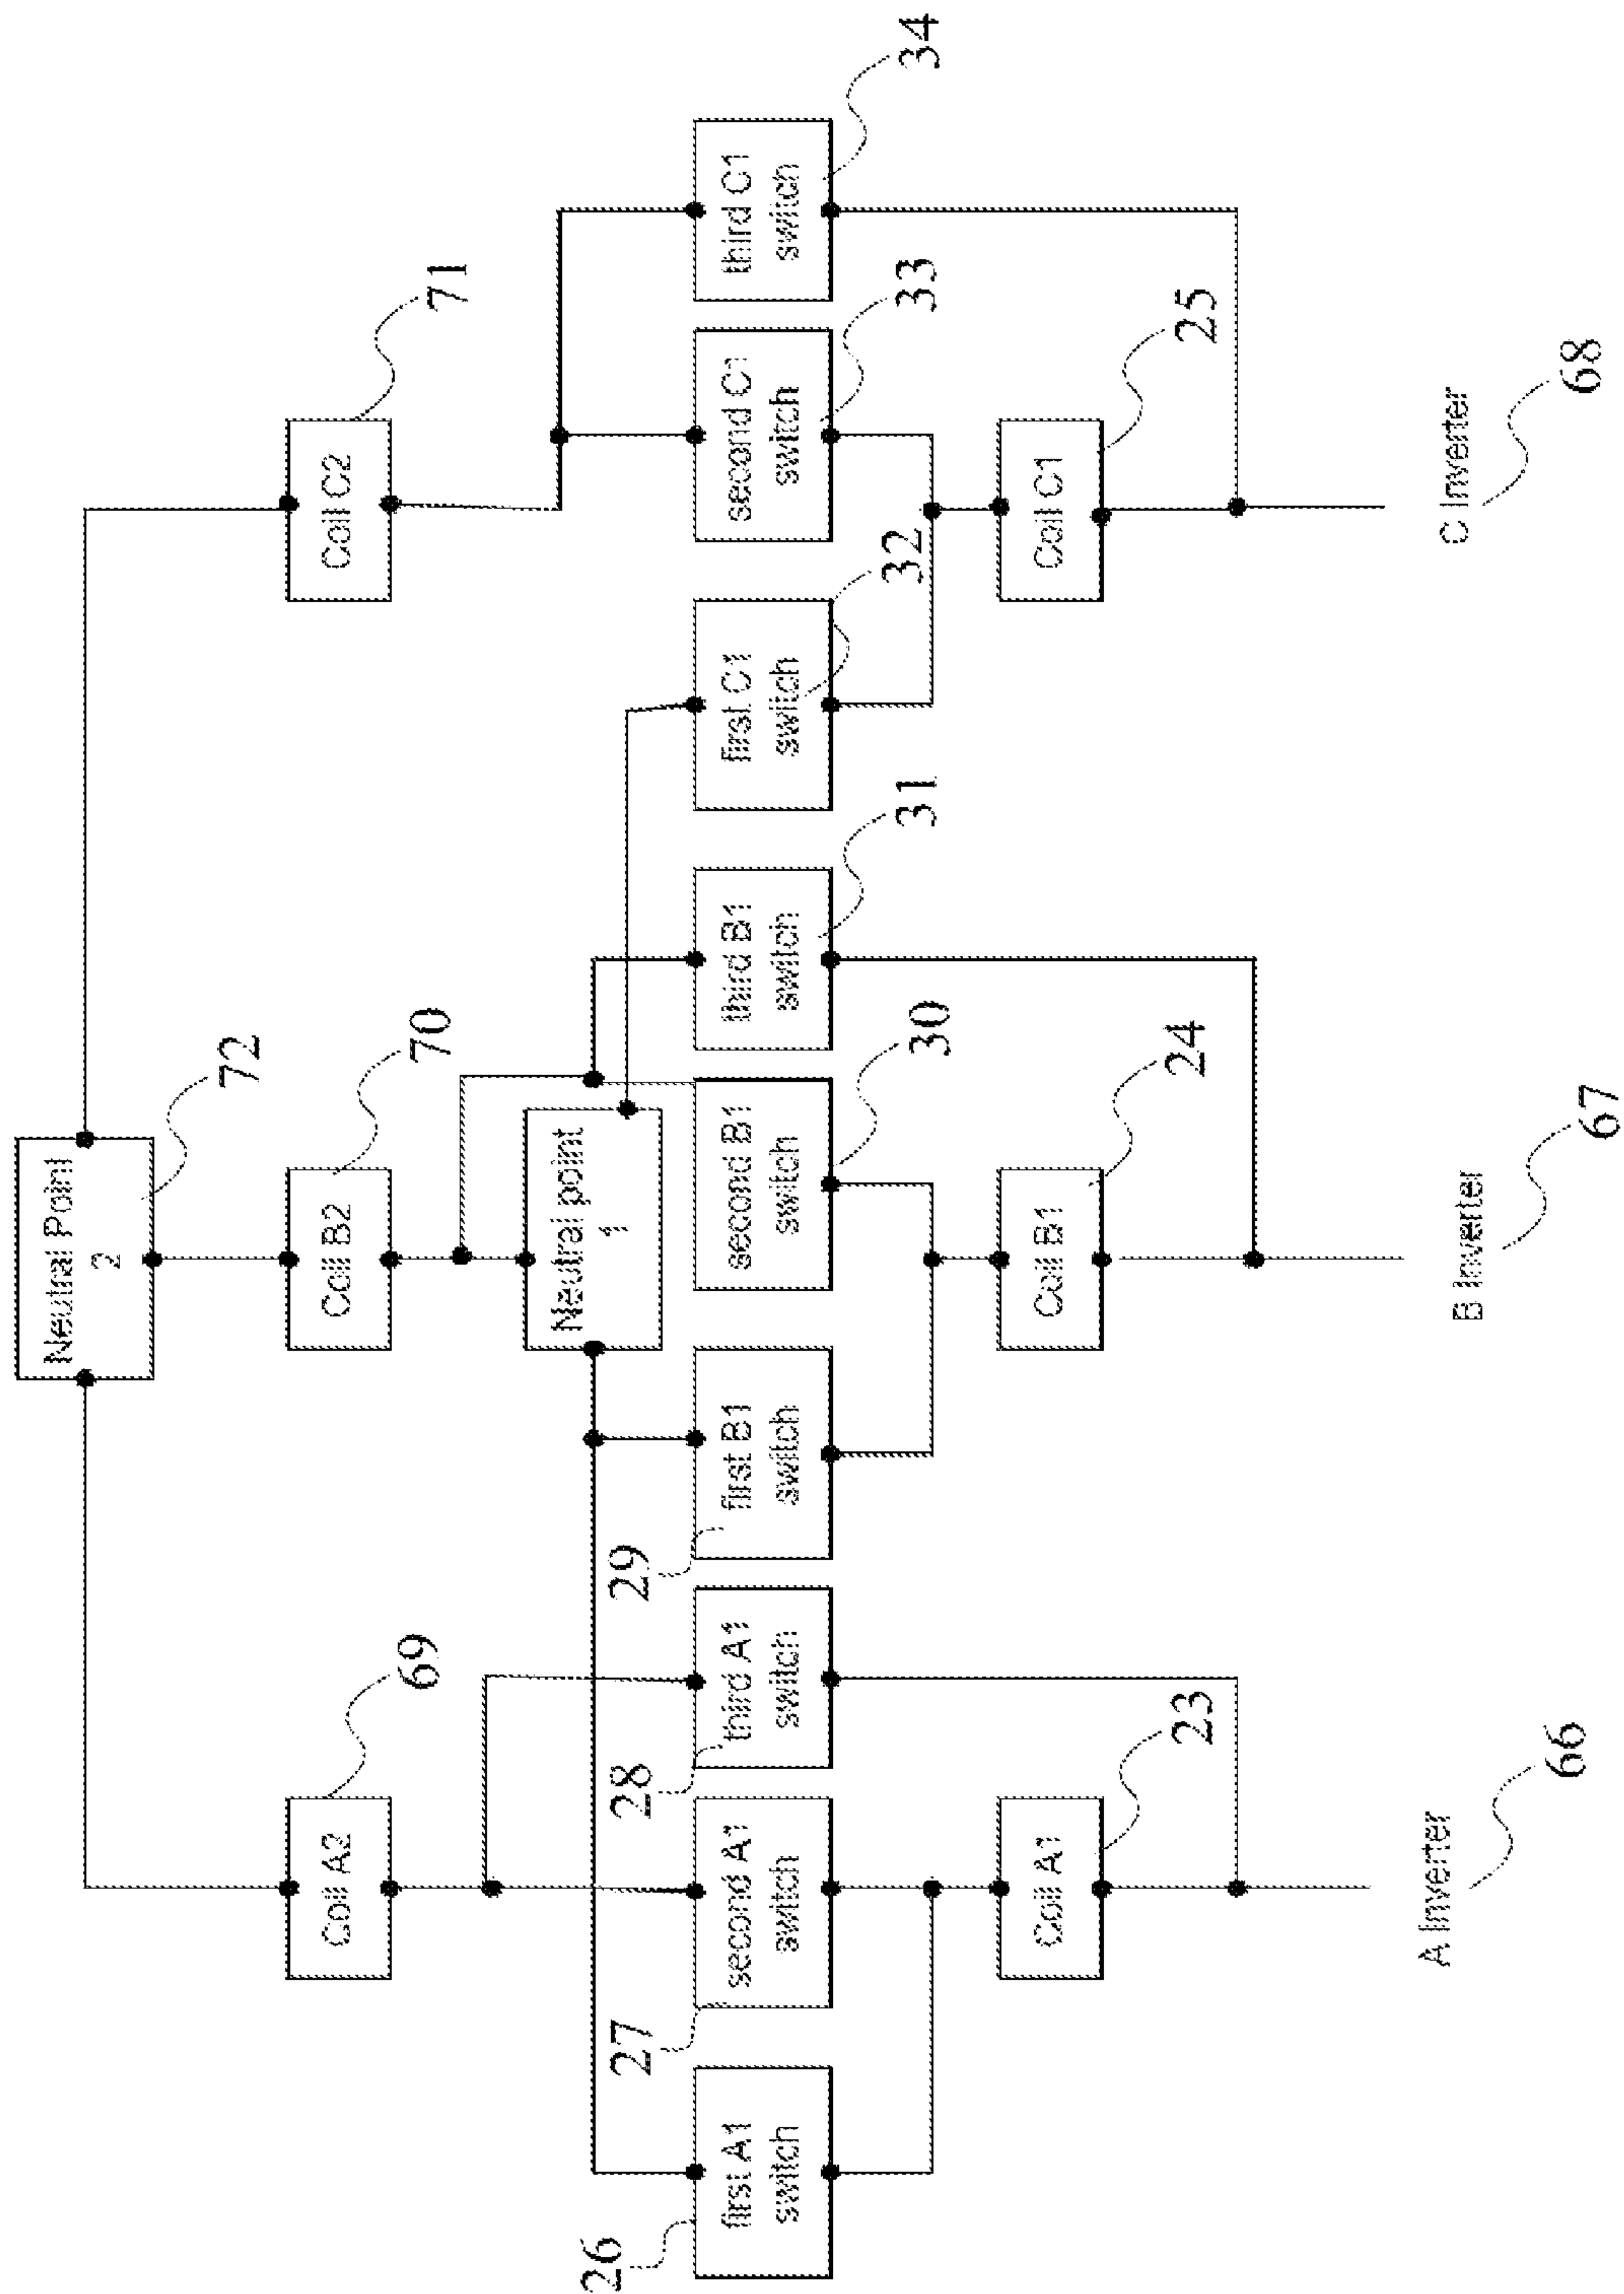 Neutral Point
2
72
Coil A2
69
Coil B2
70
Coil C2
71
Neutral point
1
26
first A1
switch
27
second A1
switch
28
third A1
switch
29
first B1
switch
second B1
switch
30
third B1
switch
31
first C1
switch
32
second C1
switch
33
third C1
switch
34
Coil A1
23
Coil B1
24
Coil C1
25
A Inverter
66
B Inverter
67
C Inverter
68